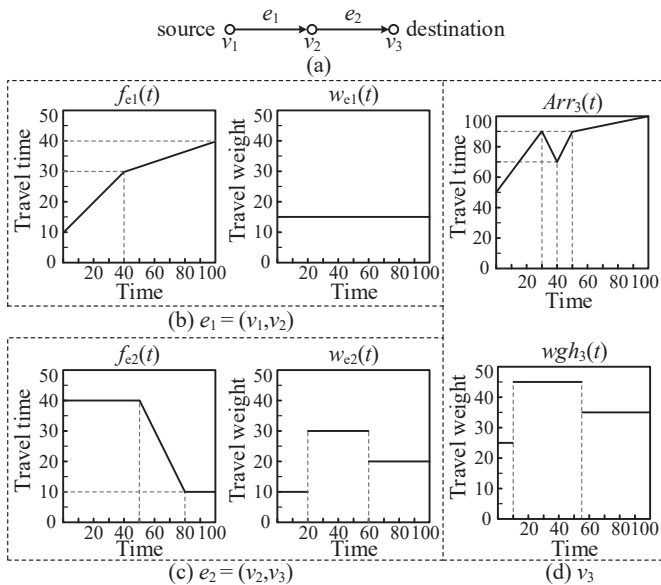 source e₁ e₂ destination
v₁ v₂ v₃
(a)
fₑ₁(t)
Travel time
50
40
30
20
10
0
20 40 60 80 100
Time
wₑ₁(t)
Travel weight
50
40
30
20
10
0
20 40 60 80 100
Time
(b) e₁ = (v₁,v₂)
Arr₃(t)
Travel time
100
80
60
40
20
0
20 40 60 80 100
Time
fₑ₂(t)
Travel time
50
40
30
20
10
0
20 40 60 80 100
Time
wₑ₂(t)
Travel weight
50
40
30
20
10
0
20 40 60 80 100
Time
(c) e₂ = (v₂,v₃)
wgh₃(t)
Travel weight
50
40
30
20
10
0
20 40 60 80 100
Time
(d) v₃